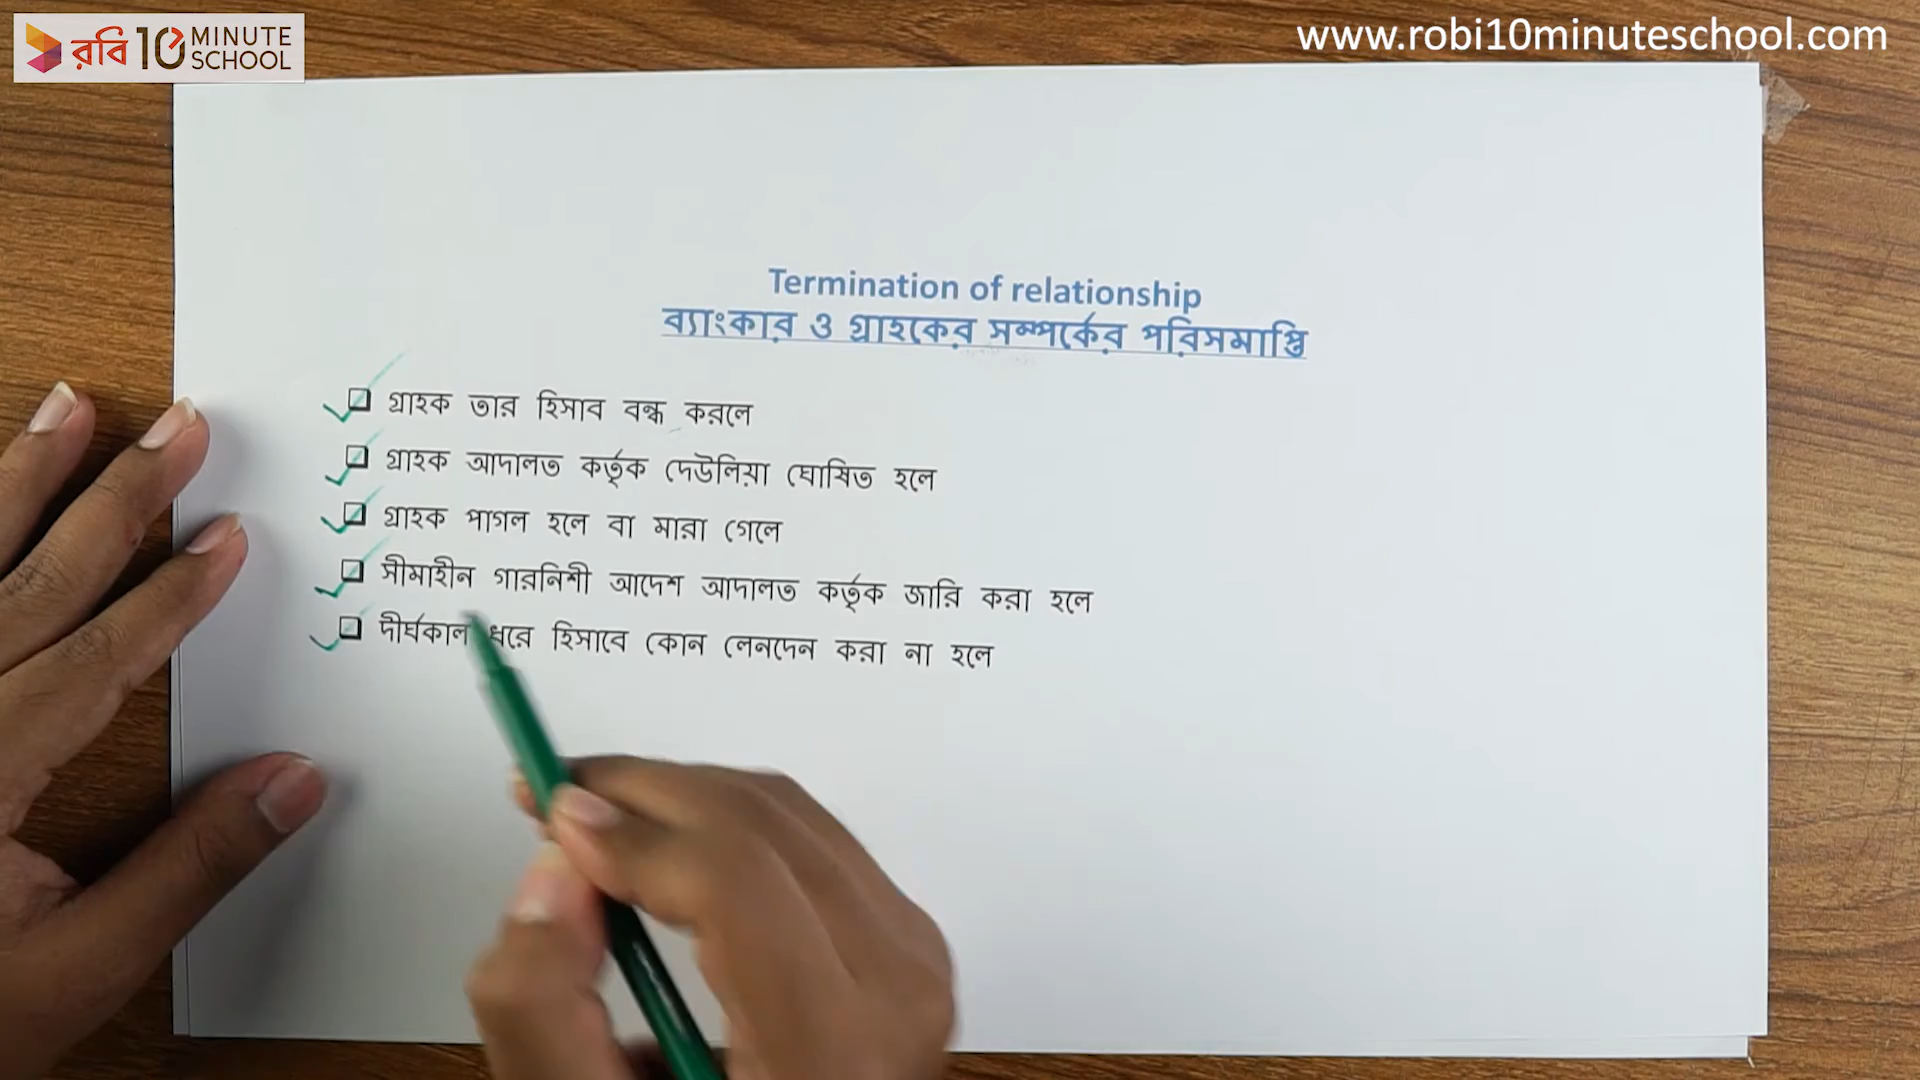 রবি 10 MINUTE SCHOOL
www.robi10minuteschool.com
Termination of relationship
ব্যাংকার ও গ্রাহকের সম্পর্কের পরিসমাপ্তি
গ্রাহক তার হিসাব বন্ধ করলে
গ্রাহক আদালত কর্তৃক দেউলিয়া ঘোষিত হলে
গ্রাহক পাগল হলে বা মারা গেলে
সীমাহীন গারনিশী আদেশ আদালত কর্তৃক জারি করা হলে
দীর্ঘকাল ধরে হিসাবে কোন লেনদেন করা না হলে